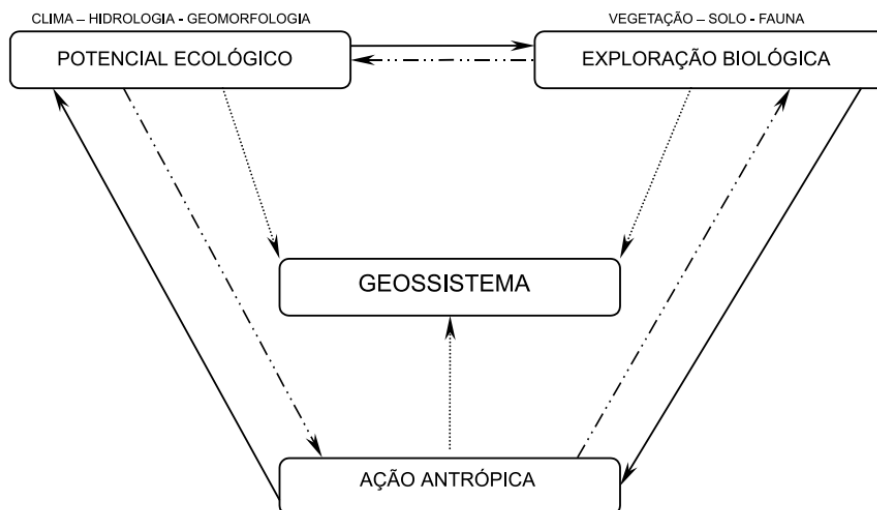 CLIMA – HIDROLOGIA - GEOMORFOLOGIA
POTENCIAL ECOLÓGICO
VEGETAÇÃO – SOLO - FAUNA
EXPLORAÇÃO BIOLÓGICA
GEOSSISTEMA
AÇÃO ANTRÓPICA